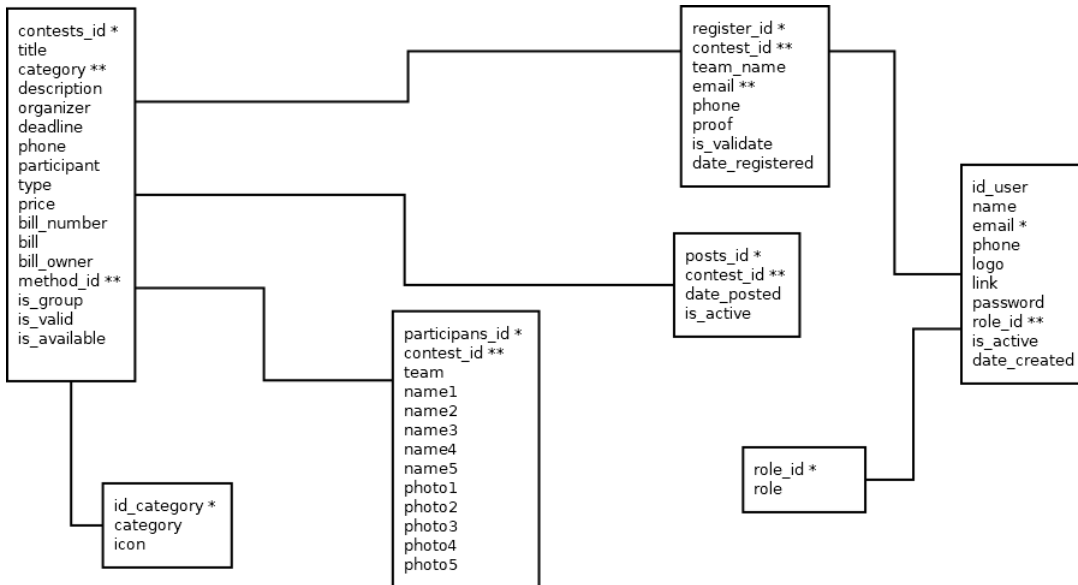 contests_id *
title
category **
description
organizer
deadline
phone
participant
type
price
bill_number
bill
bill_owner
method_id **
is_group
is_valid
is_available
register_id *
contest_id **
team_name
email **
phone
proof
is_validate
date_registered
id_user
name
email *
phone
logo
link
password
role_id **
is_active
date_created
posts_id *
contest_id **
date_posted
is_active
participans_id *
contest_id **
team
name1
name2
name3
name4
name5
photo1
photo2
photo3
photo4
photo5
role_id *
role
id_category *
category
icon